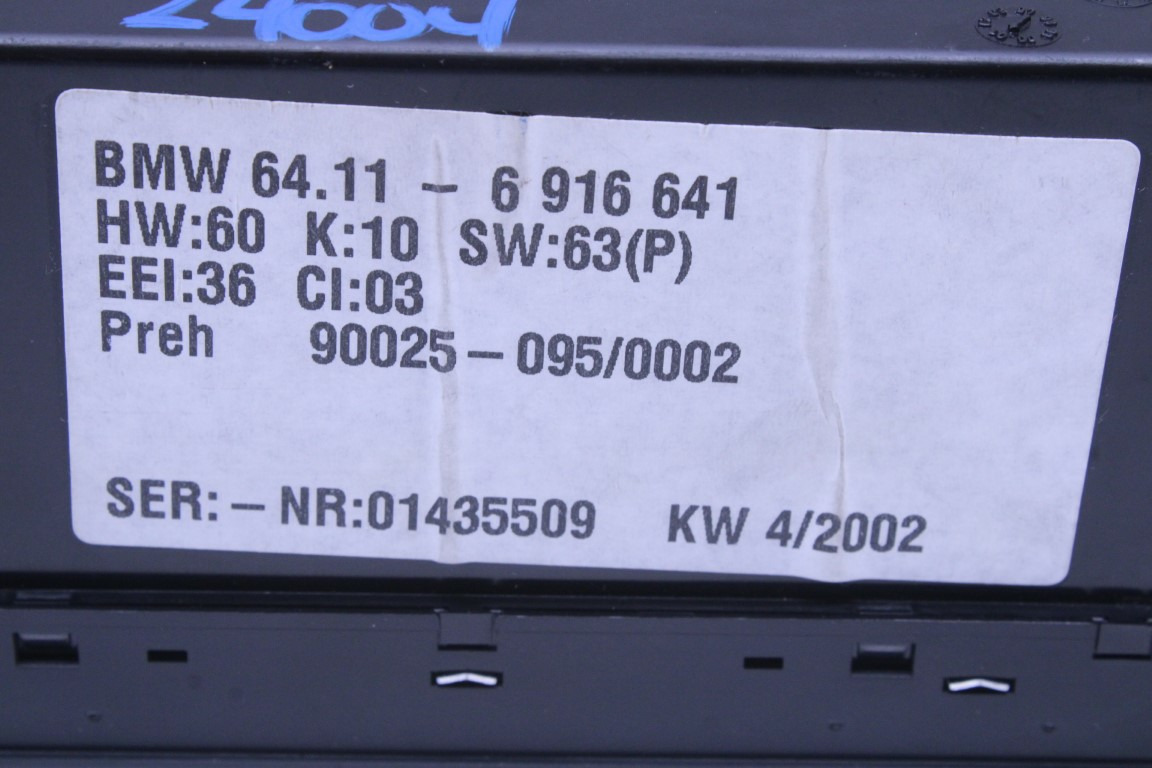 24004
BMW 64.11 – 6 916 641
HW:60 K:10 SW:63(P)
EEI:36 CI:03
Preh 90025–095/0002
SER:–NR:01435509 KW 4/2002